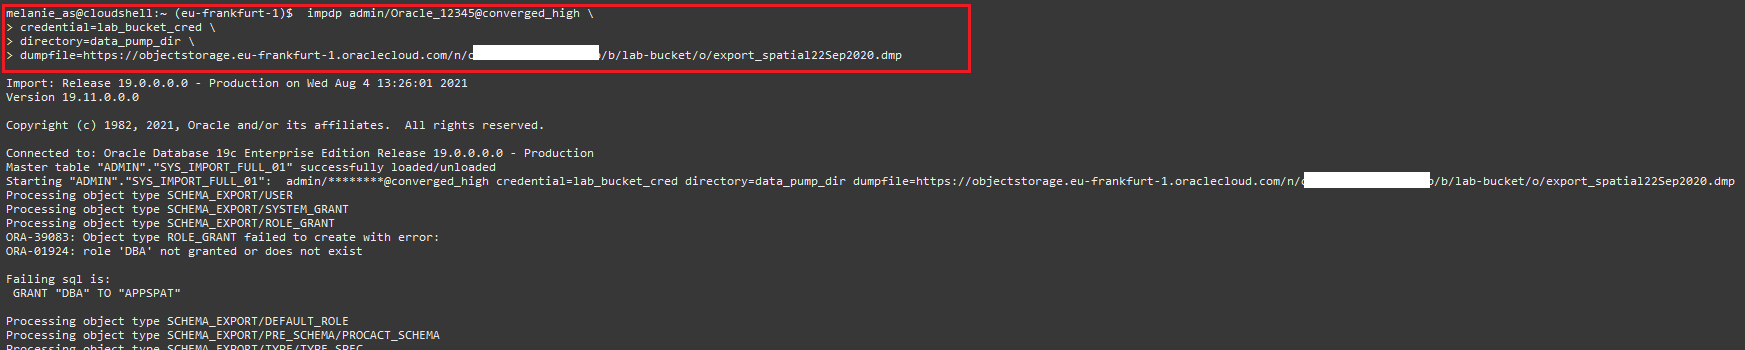 melanie_as@cloudshell:~ (eu-frankfurt-1)$  impdp admin/Oracle_12345@converged_high \
> credential=lab_bucket_cred \
> directory=data_pump_dir \
> dumpfile=https://objectstorage.eu-frankfurt-1.oraclecloud.com/n/ /b/lab-bucket/o/export_spatial22Sep2020.dmp
Import: Release 19.0.0.0.0 - Production on Wed Aug 4 13:26:01 2021
Version 19.11.0.0.0
Copyright (c) 1982, 2021, Oracle and/or its affiliates.  All rights reserved.
Connected to: Oracle Database 19c Enterprise Edition Release 19.0.0.0.0 - Production
Master table "ADMIN"."SYS_IMPORT_FULL_01" successfully loaded/unloaded
Starting "ADMIN"."SYS_IMPORT_FULL_01":  admin/********@converged_high credential=lab_bucket_cred directory=data_pump_dir dumpfile=https://objectstorage.eu-frankfurt-1.oraclecloud.com/n/ /b/lab-bucket/o/export_spatial22Sep2020.dmp
Processing object type SCHEMA_EXPORT/USER
Processing object type SCHEMA_EXPORT/SYSTEM_GRANT
Processing object type SCHEMA_EXPORT/ROLE_GRANT
ORA-39083: Object type ROLE_GRANT failed to create with error:
ORA-01924: role 'DBA' not granted or does not exist
Failing sql is:
GRANT "DBA" TO "APPSPAT"
Processing object type SCHEMA_EXPORT/DEFAULT_ROLE
Processing object type SCHEMA_EXPORT/PRE_SCHEMA/PROCACT_SCHEMA
Processing object type SCHEMA_EXPORT/TYPE/TYPE_SPEC